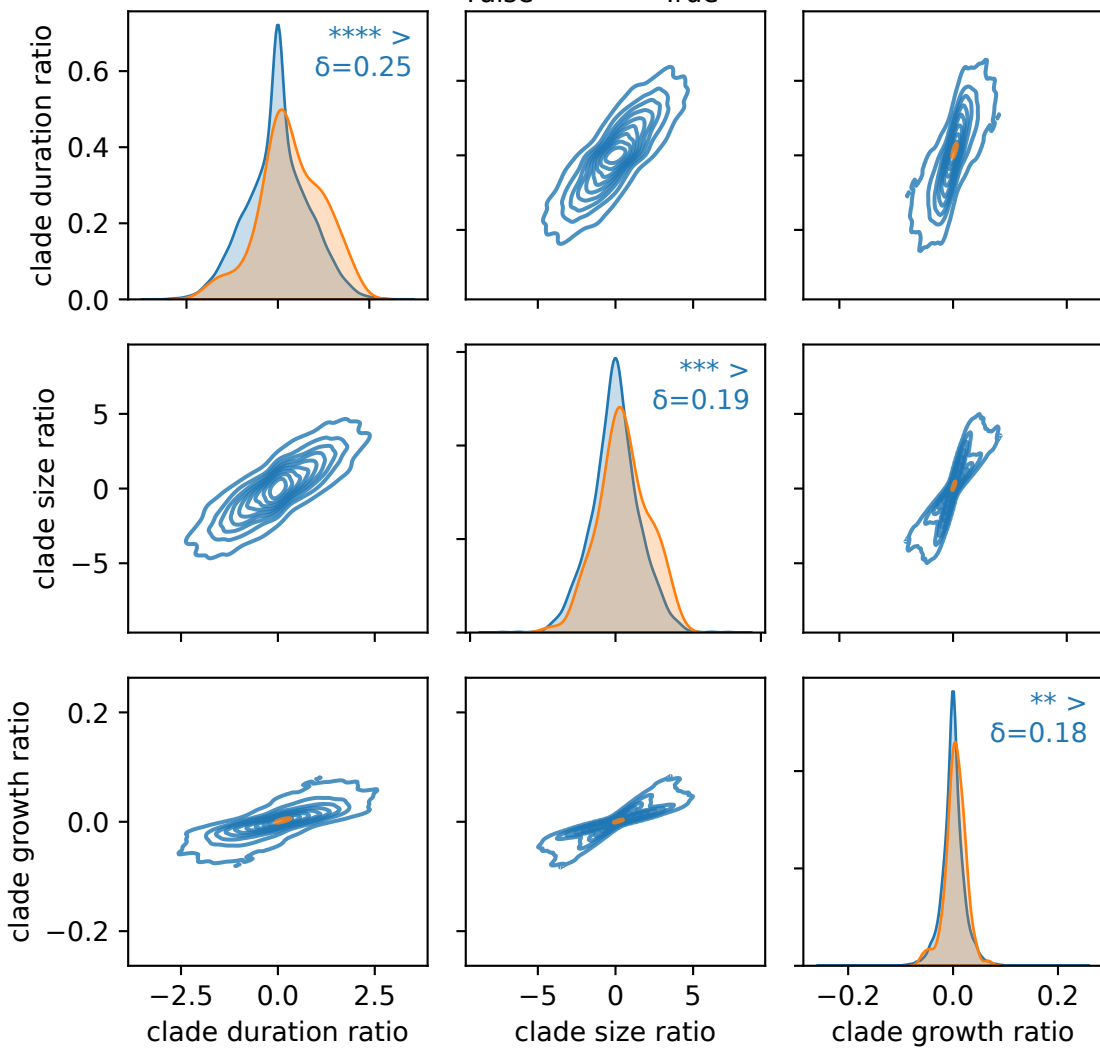 **** >
δ=0.25
clade duration ratio
0.6
0.4
0.2
0.0
*** >
δ=0.19
clade size ratio
5
0
−5
** >
δ=0.18
clade growth ratio
0.2
0.0
−0.2
−2.5 0.0 2.5 −5 0 5 −0.2 0.0 0.2
clade duration ratio clade size ratio clade growth ratio